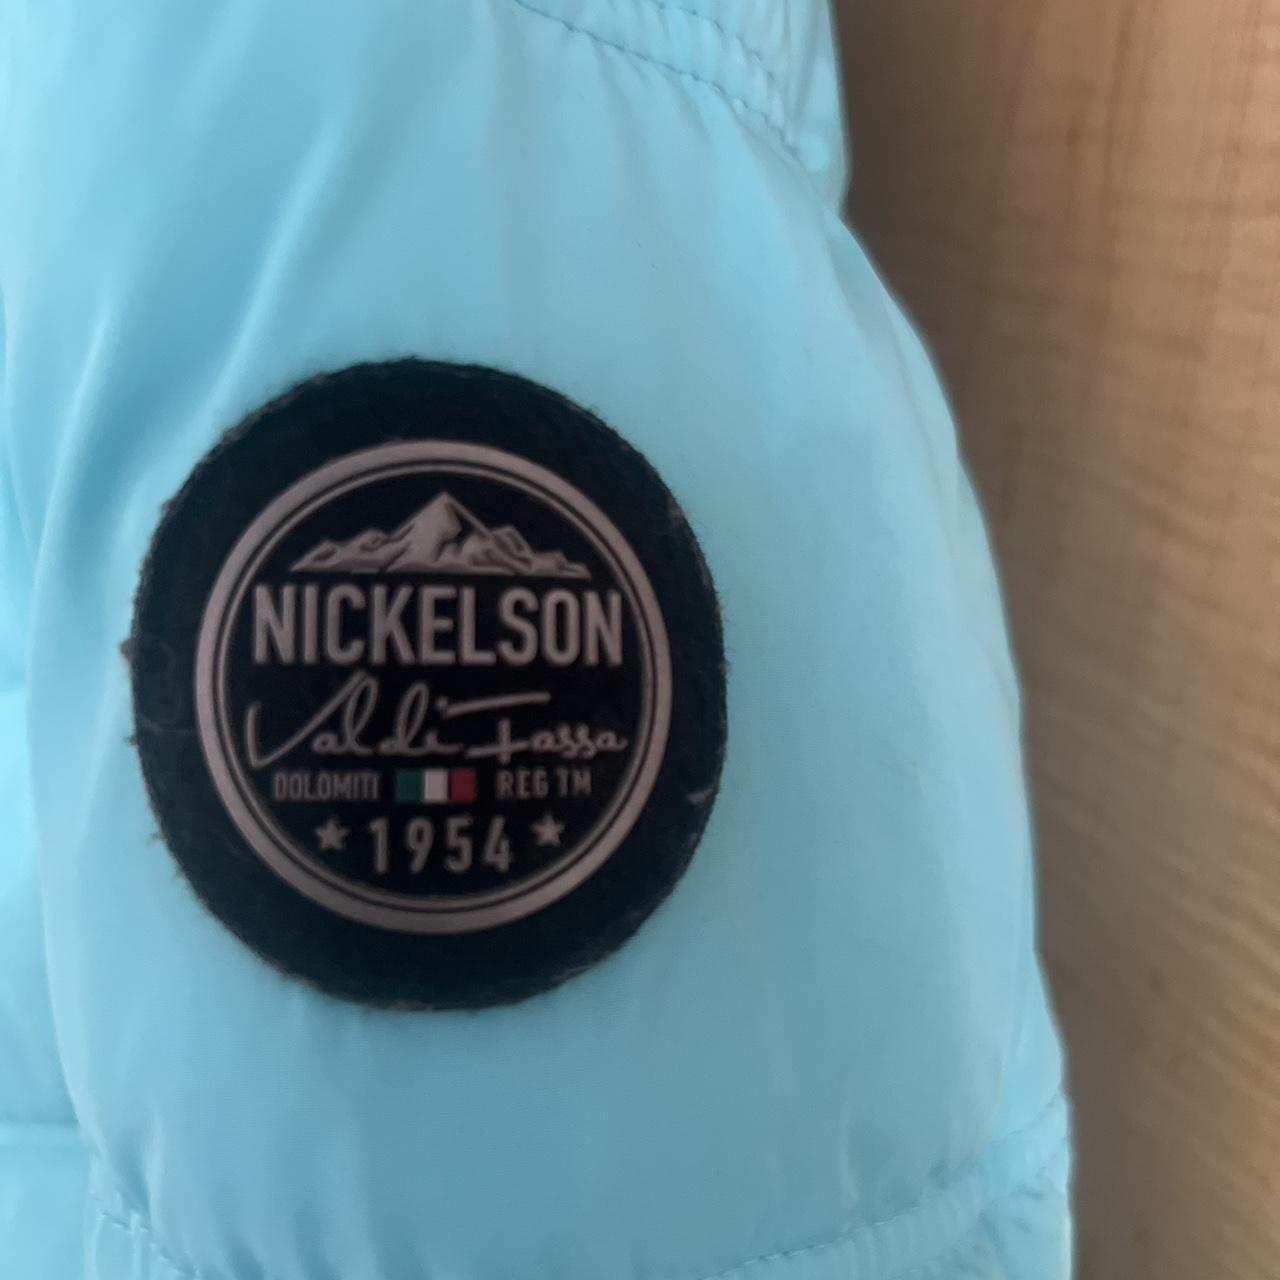 NICKELSON
Val di Fassa
DOLOMITI REG TM
★ 1954 ★